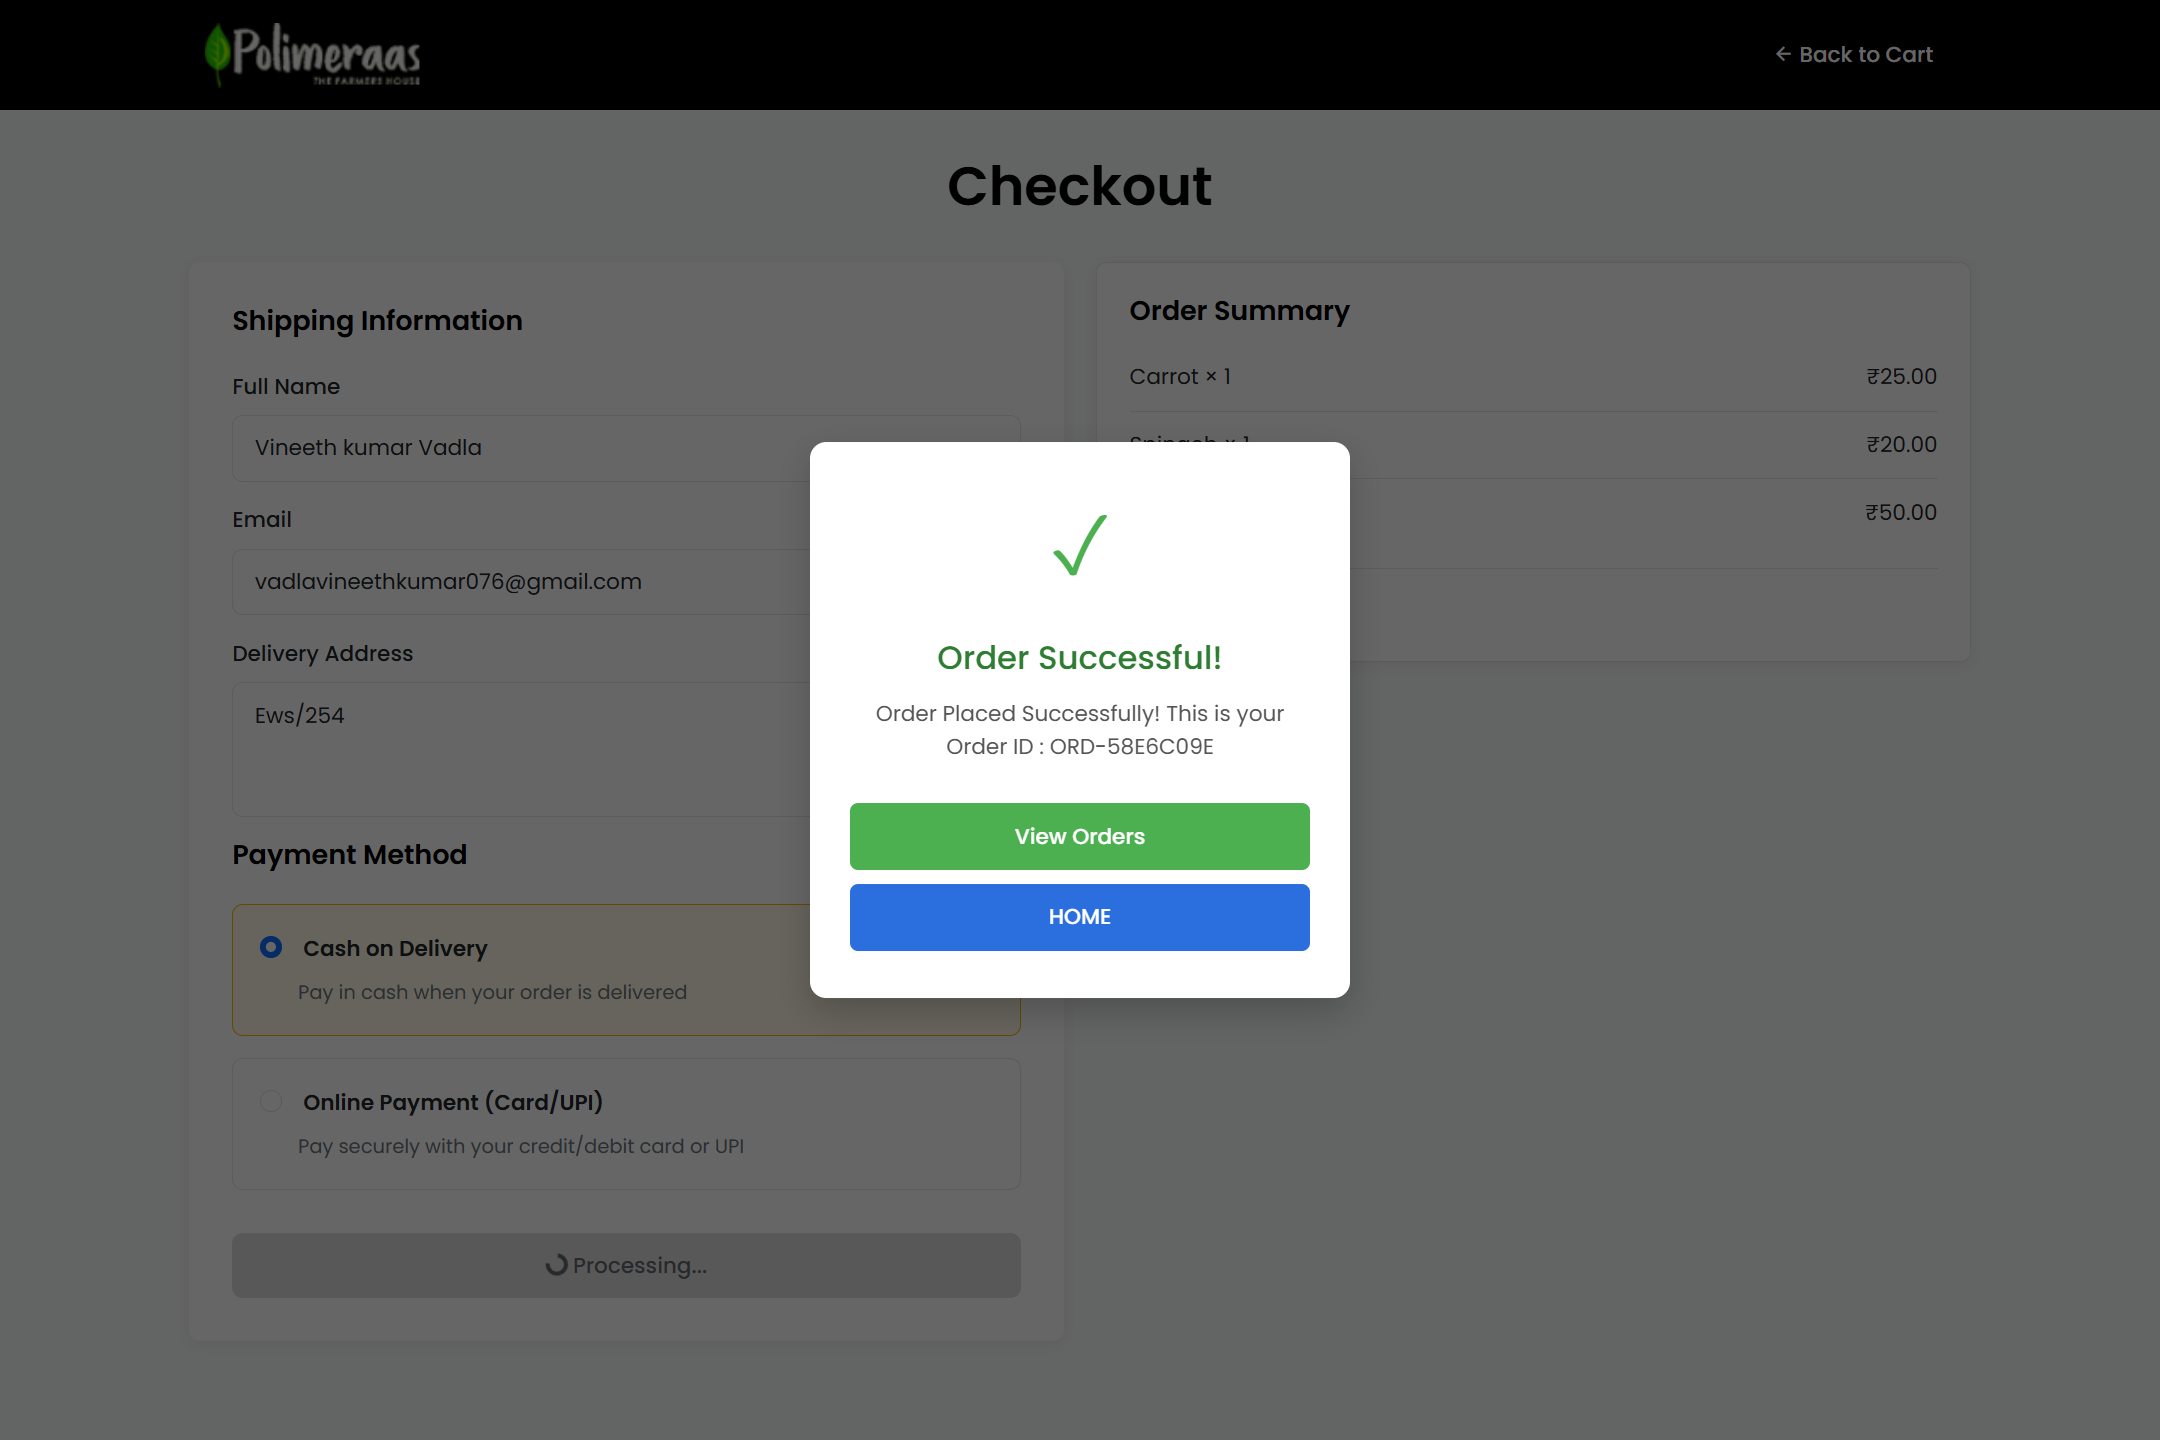 Polimeraas
THE FARMERS HOUSE
← Back to Cart
Checkout
Shipping Information
Full Name
Vineeth kumar Vadla
Email
vadlavineethkumar076@gmail.com
Delivery Address
Ews/254
Payment Method
Cash on Delivery
Pay in cash when your order is delivered
Online Payment (Card/UPI)
Pay securely with your credit/debit card or UPI
Processing...
Order Summary
Carrot × 1 ₹25.00
Spinach × 1 ₹20.00
₹50.00
Order Successful!
Order Placed Successfully! This is your
Order ID : ORD-58E6C09E
View Orders
HOME